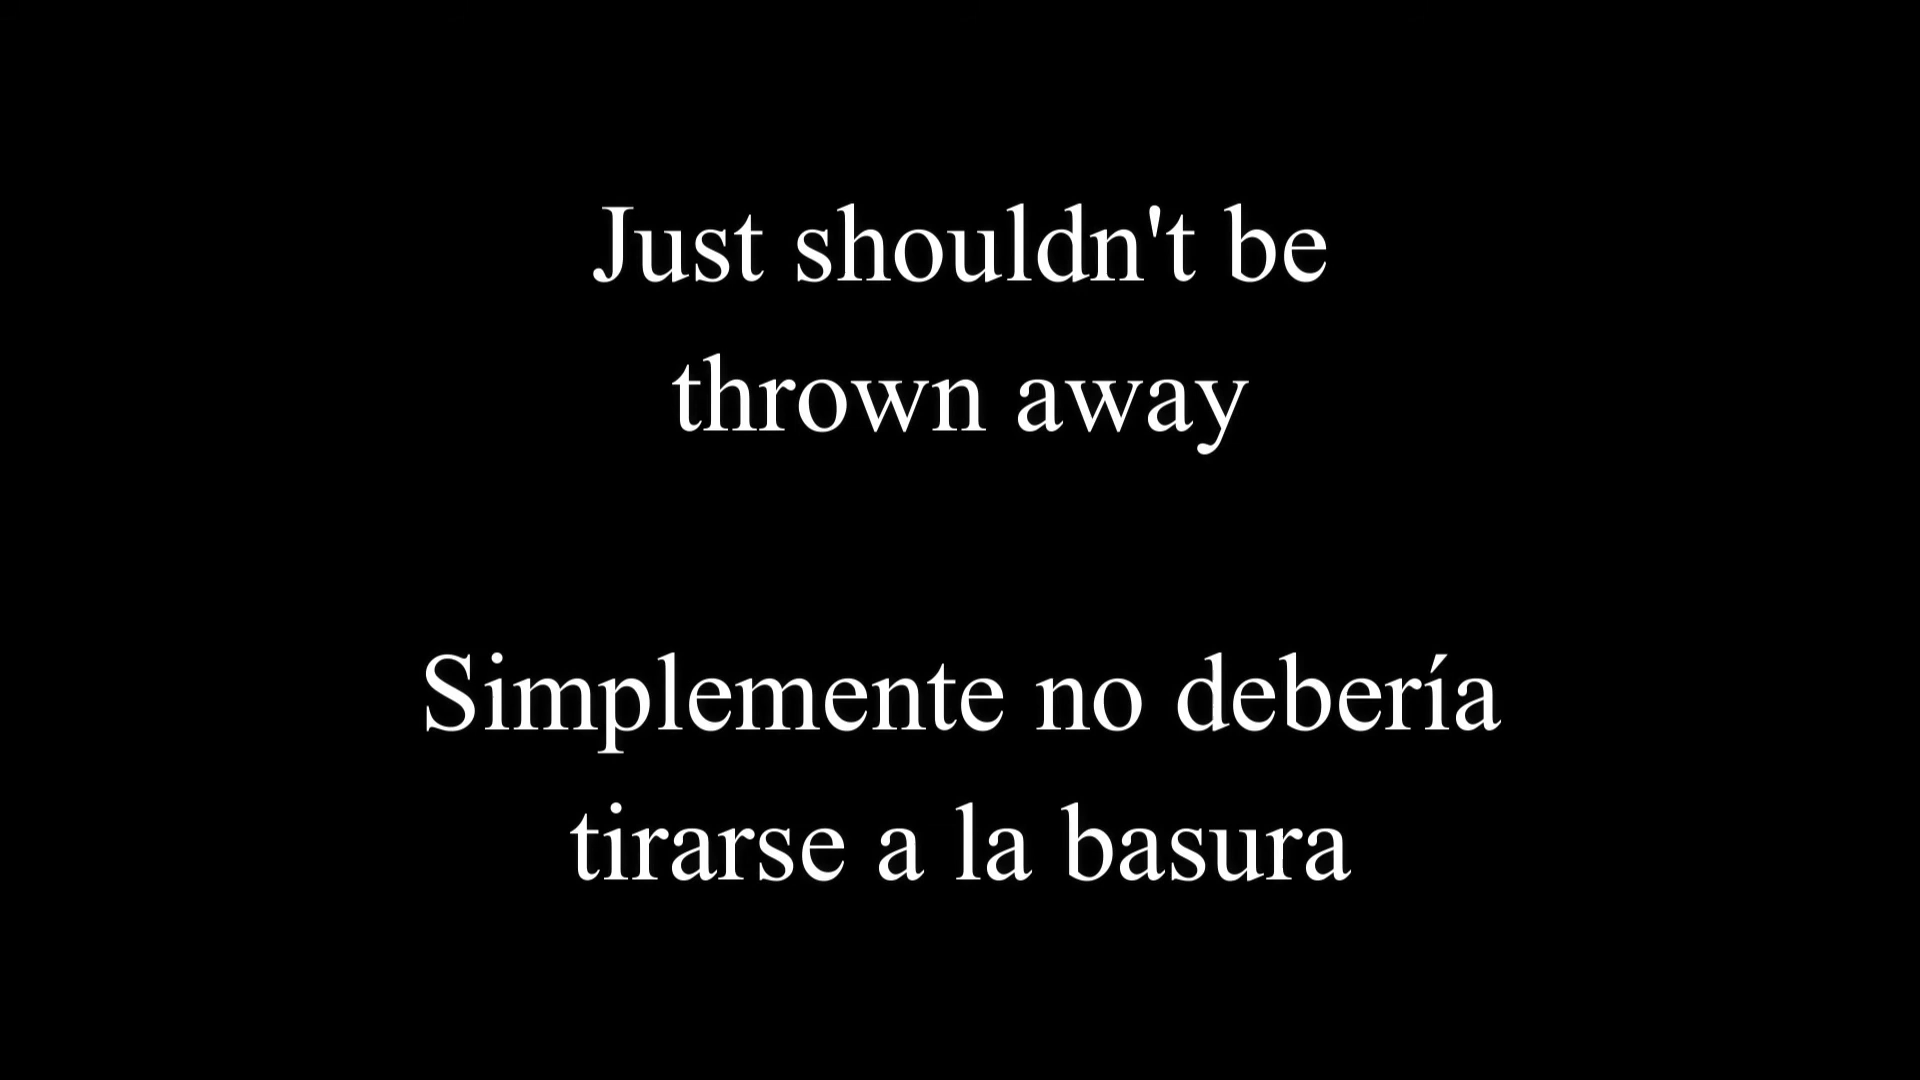 Just shouldn't be
thrown away
Simplemente no debería
tirarse a la basura